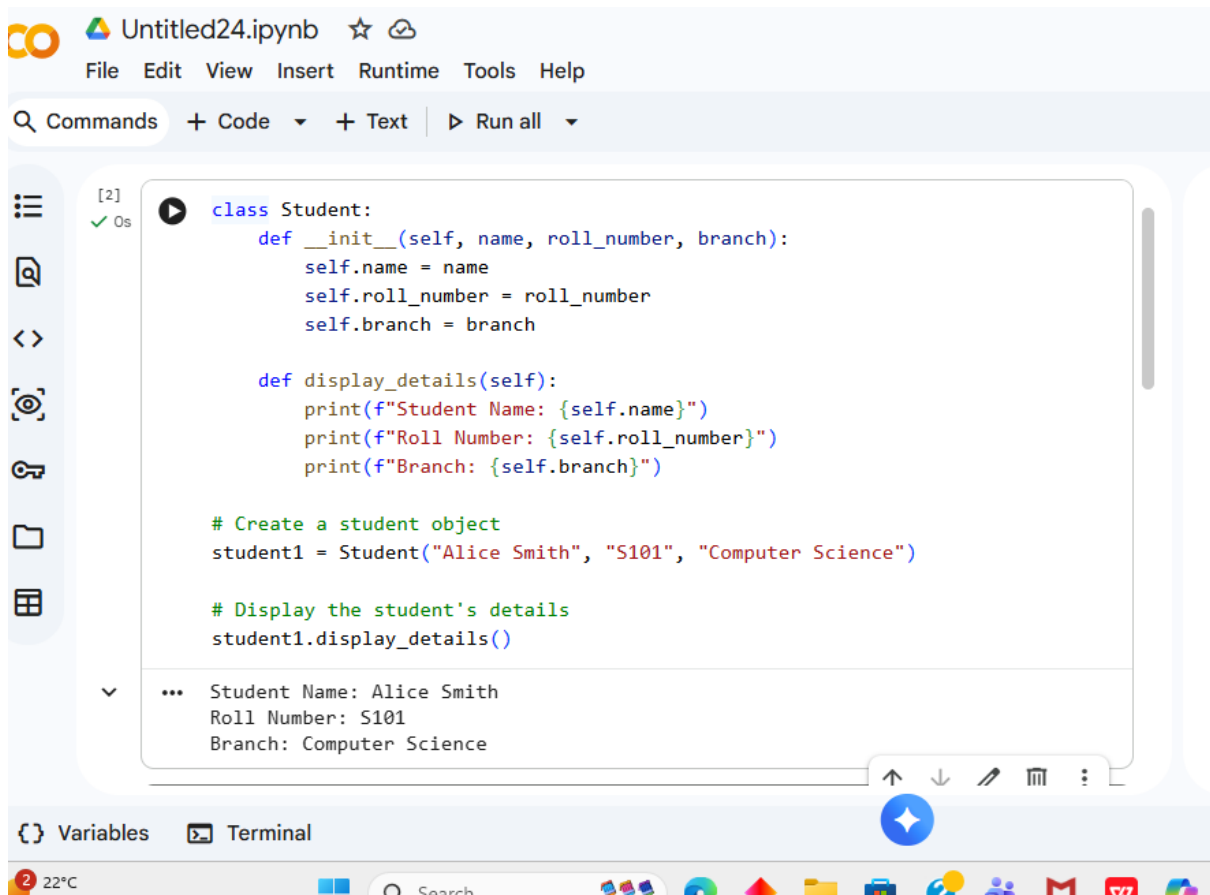 Untitled24.ipynb
File Edit View Insert Runtime Tools Help
Commands + Code + Text Run all
[2]
0s
class Student:
    def __init__(self, name, roll_number, branch):
        self.name = name
        self.roll_number = roll_number
        self.branch = branch

    def display_details(self):
        print(f"Student Name: {self.name}")
        print(f"Roll Number: {self.roll_number}")
        print(f"Branch: {self.branch}")

# Create a student object
student1 = Student("Alice Smith", "S101", "Computer Science")

# Display the student's details
student1.display_details()
Student Name: Alice Smith
Roll Number: S101
Branch: Computer Science
{} Variables Terminal
2 22°C Search